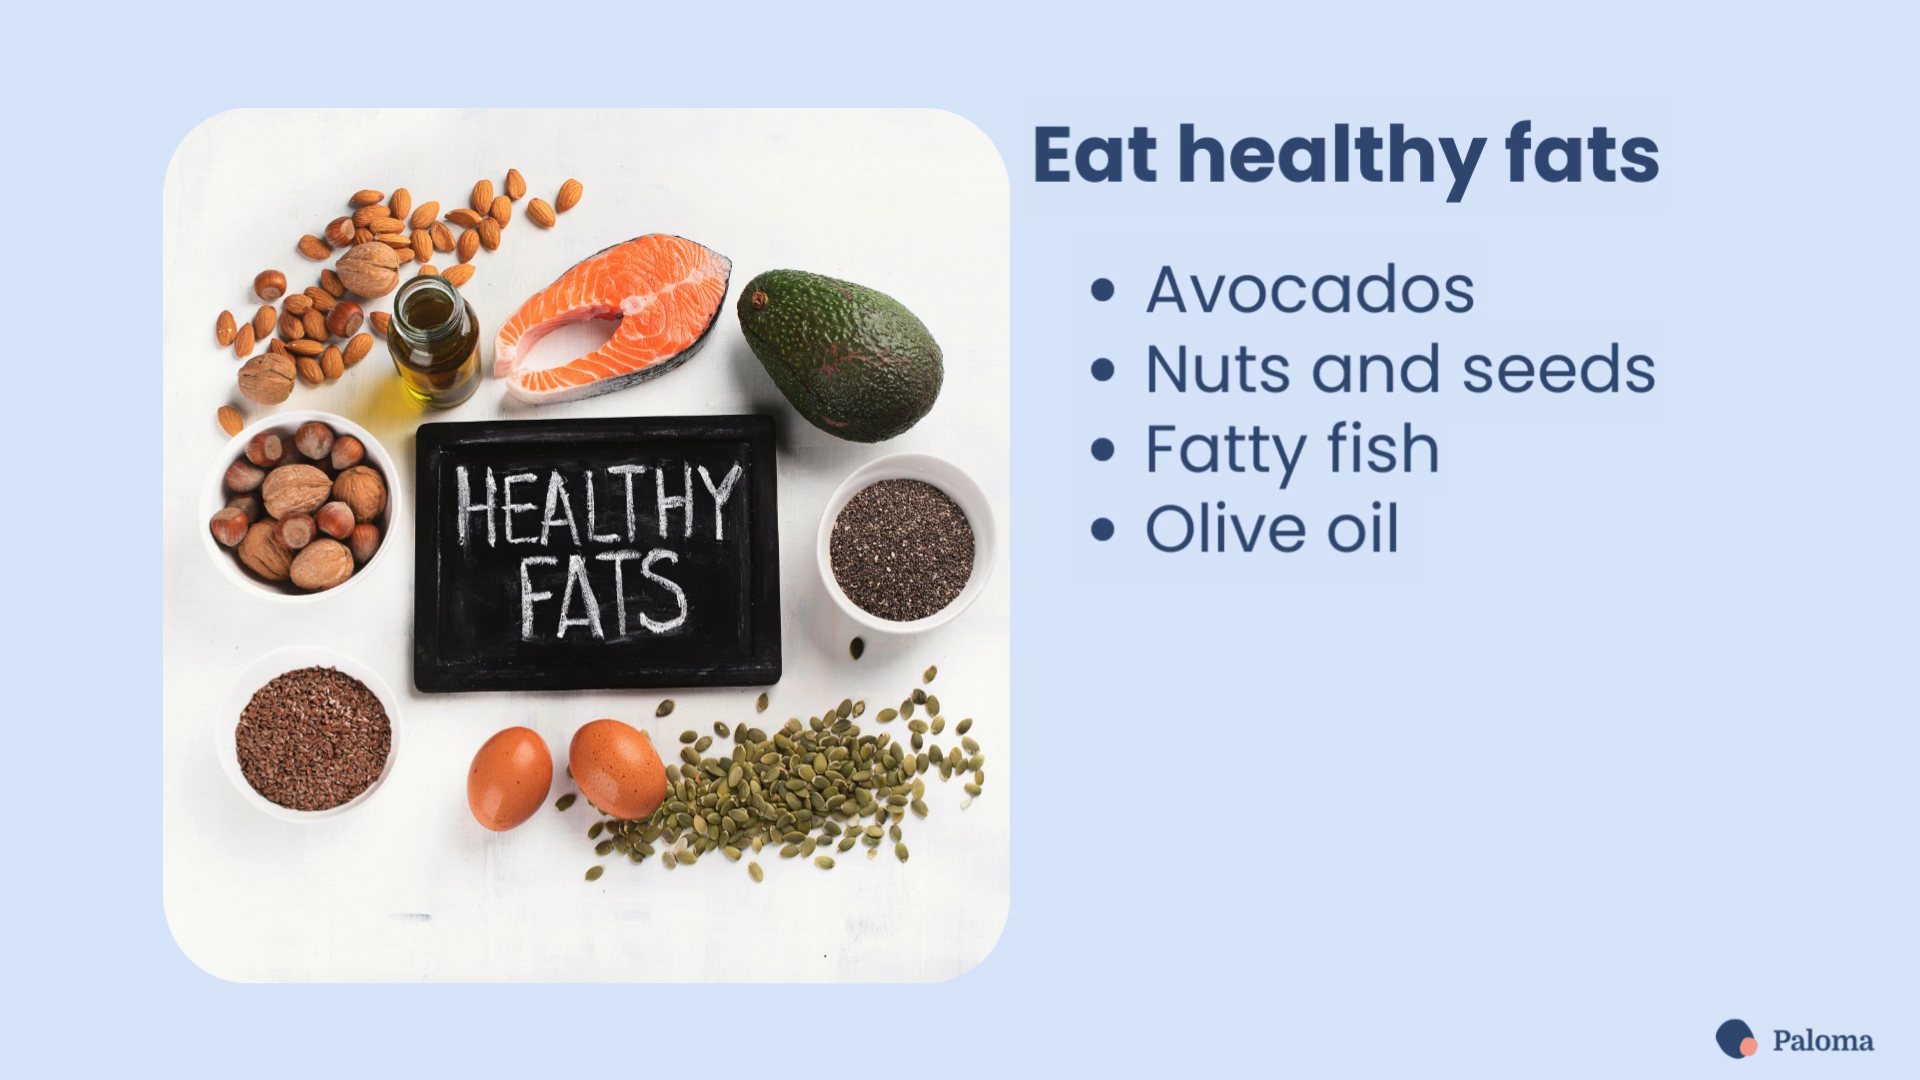 Eat healthy fats
• Avocados
• Nuts and seeds
• Fatty fish
• Olive oil
HEALTHY
FATS
Paloma